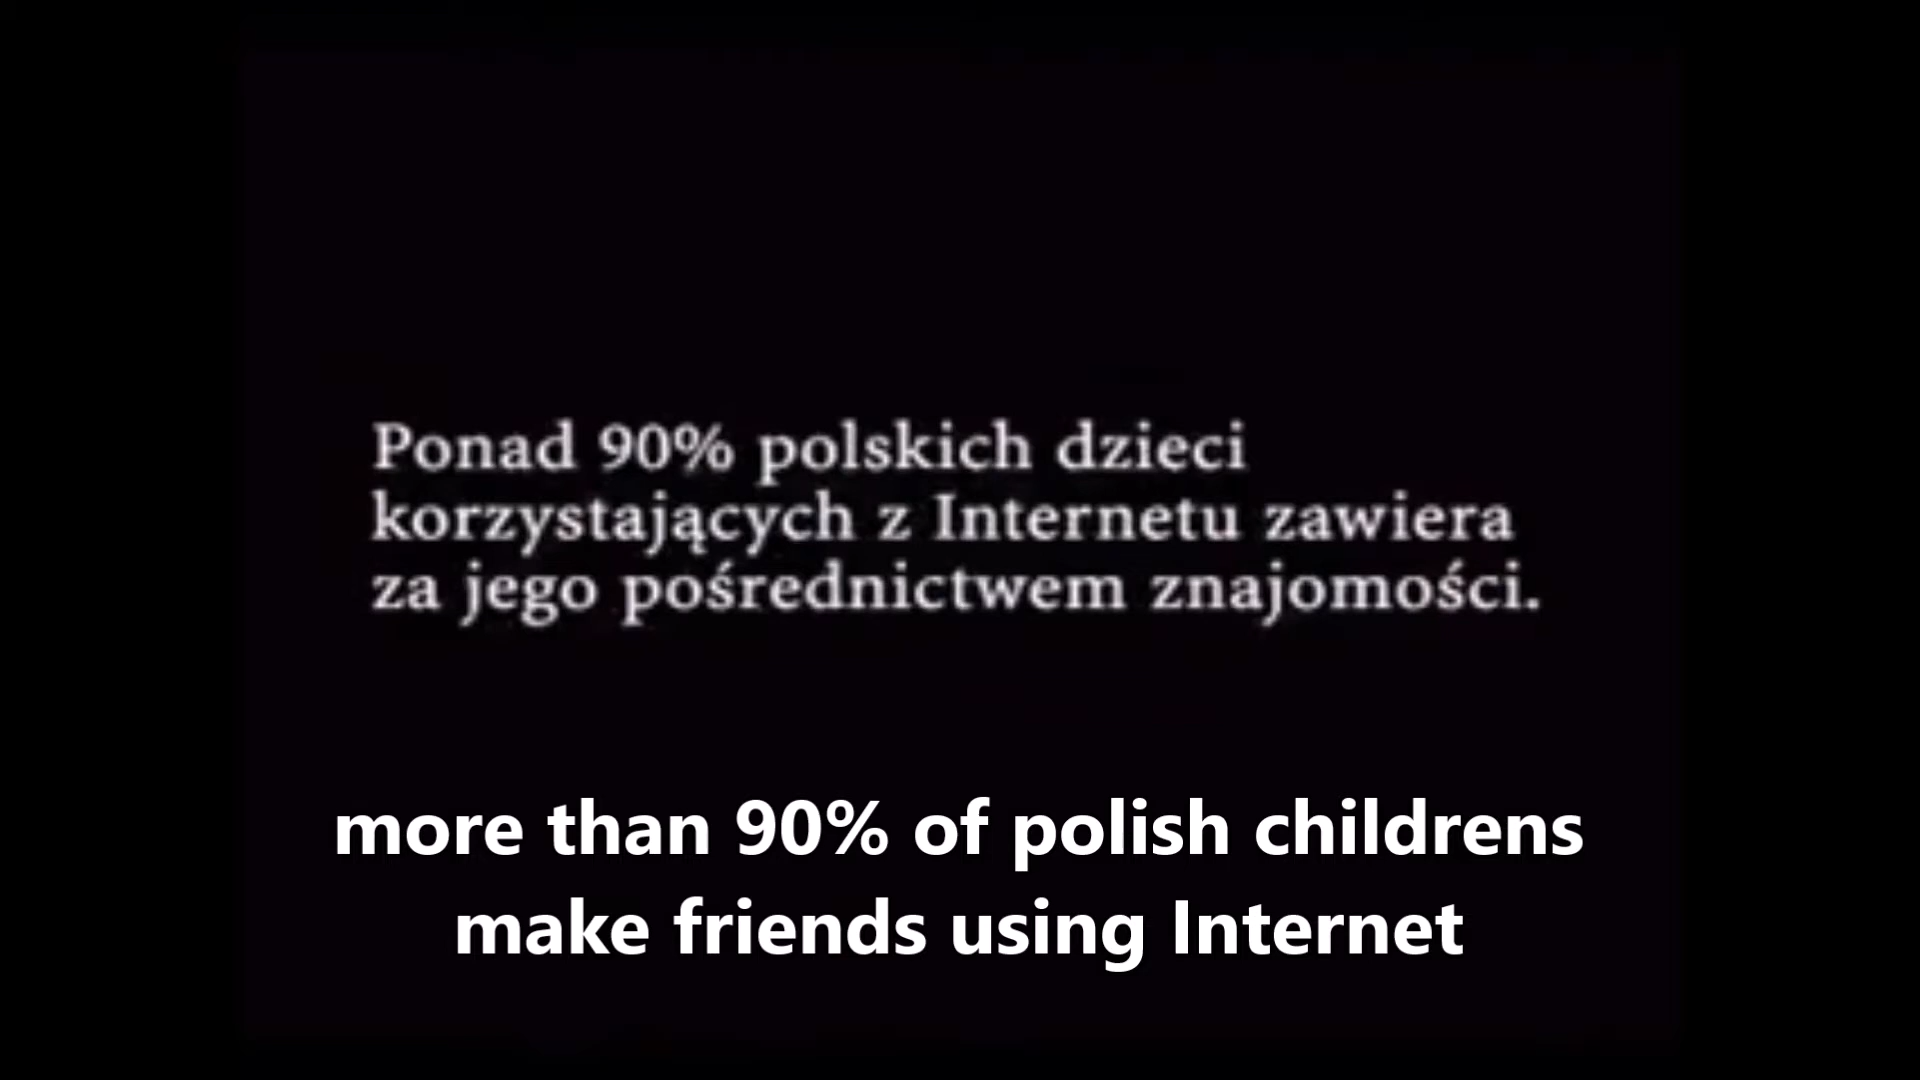 Ponad 90% polskich dzieci
korzystających z Internetu zawiera
za jego pośrednictwem znajomości.
more than 90% of polish childrens
make friends using Internet